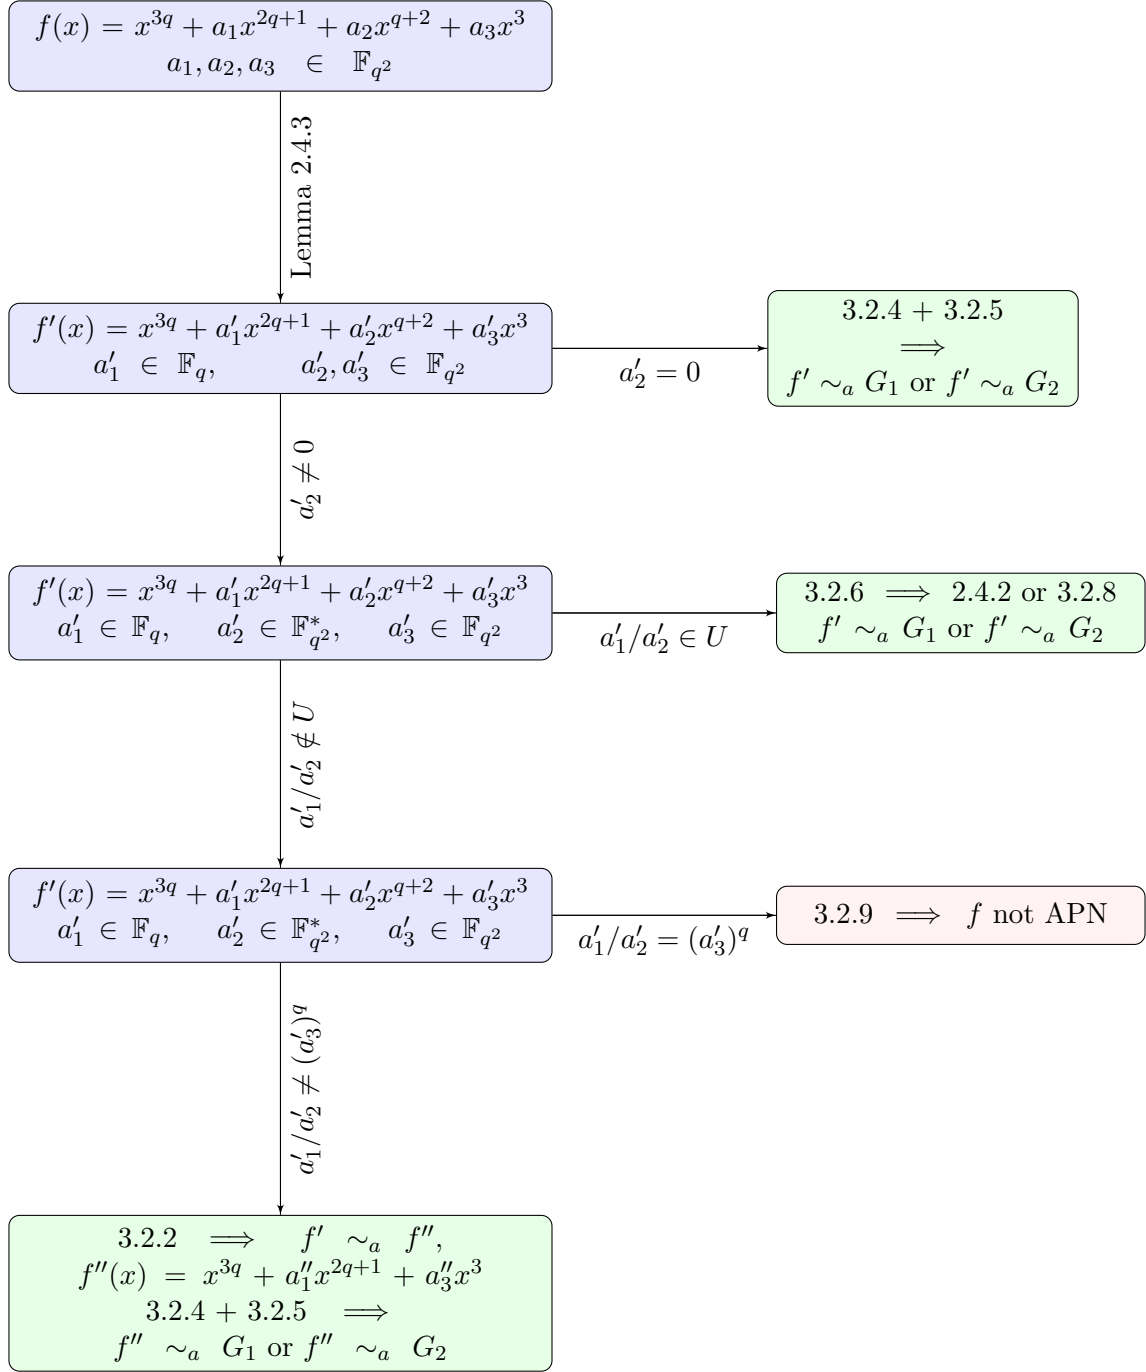 f(x) = x^{3q} + a_1x^{2q+1} + a_2x^{q+2} + a_3x^3
a_1, a_2, a_3 ∈ 𝔽_{q^2}
Lemma 2.4.3
f′(x) = x^{3q} + a′_1x^{2q+1} + a′_2x^{q+2} + a′_3x^3
a′_1 ∈ 𝔽_q, a′_2, a′_3 ∈ 𝔽_{q^2}
a′_2 = 0
3.2.4 + 3.2.5
⟹
f′ ∼_a G_1 or f′ ∼_a G_2
a′_2 ≠ 0
f′(x) = x^{3q} + a′_1x^{2q+1} + a′_2x^{q+2} + a′_3x^3
a′_1 ∈ 𝔽_q, a′_2 ∈ 𝔽^*_{q^2}, a′_3 ∈ 𝔽_{q^2}
a′_1/a′_2 ∈ U
3.2.6 ⟹ 2.4.2 or 3.2.8
f′ ∼_a G_1 or f′ ∼_a G_2
a′_1/a′_2 ∉ U
f′(x) = x^{3q} + a′_1x^{2q+1} + a′_2x^{q+2} + a′_3x^3
a′_1 ∈ 𝔽_q, a′_2 ∈ 𝔽^*_{q^2}, a′_3 ∈ 𝔽_{q^2}
a′_1/a′_2 = (a′_3)^q
3.2.9 ⟹ f not APN
a′_1/a′_2 ≠ (a′_3)^q
3.2.2 ⟹ f′ ∼_a f″,
f″(x) = x^{3q} + a″_1x^{2q+1} + a″_3x^3
3.2.4 + 3.2.5 ⟹
f″ ∼_a G_1 or f″ ∼_a G_2